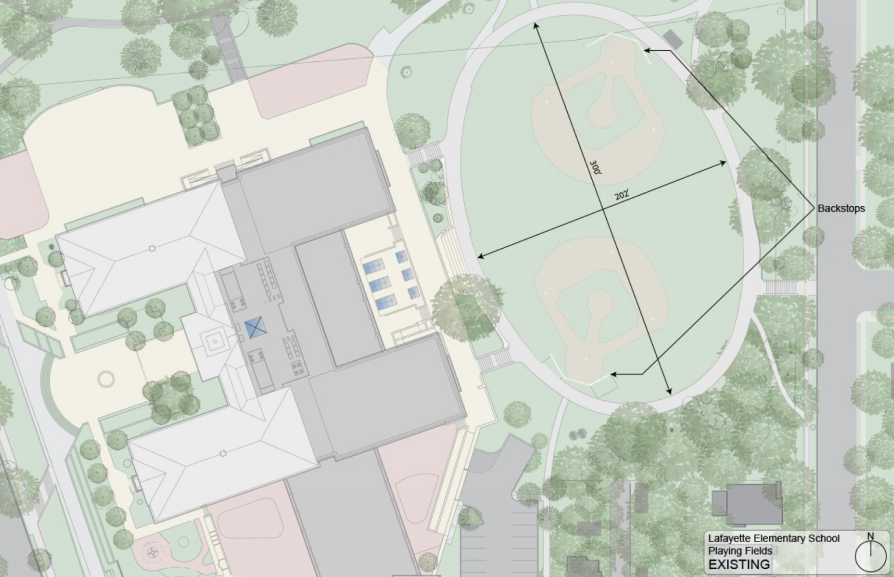 300'
202'
Backstops
Lafayette Elementary School
Playing Fields
EXISTING
N